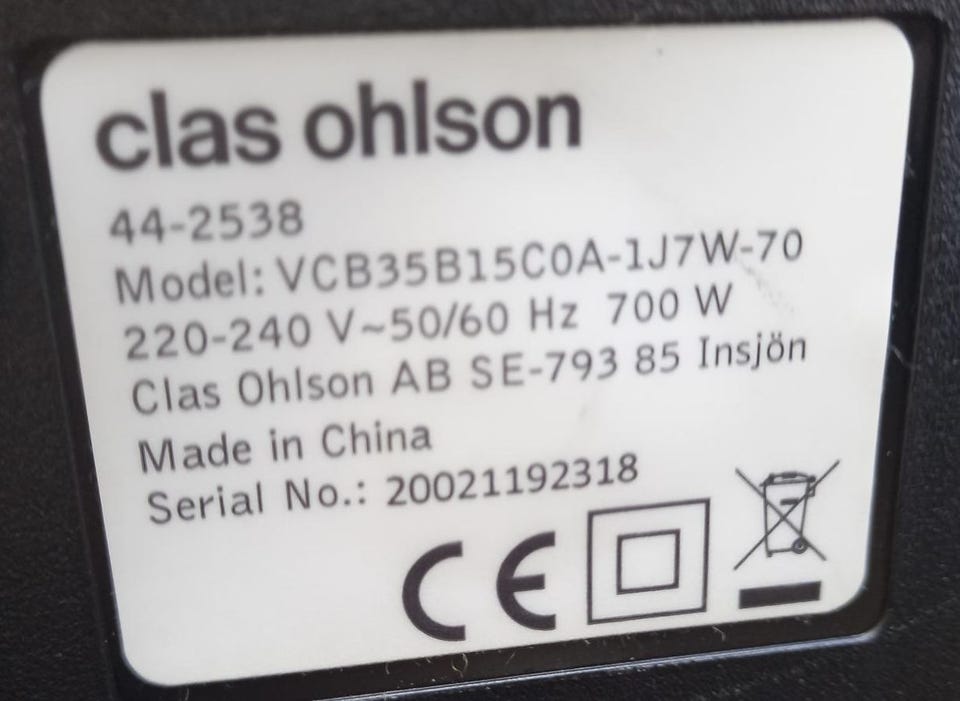 clas ohlson
44-2538
Model: VCB35B15C0A-1J7W-70
220-240 V~50/60 Hz 700 W
Clas Ohlson AB SE-793 85 Insjön
Made in China
Serial No.: 20021192318
CE